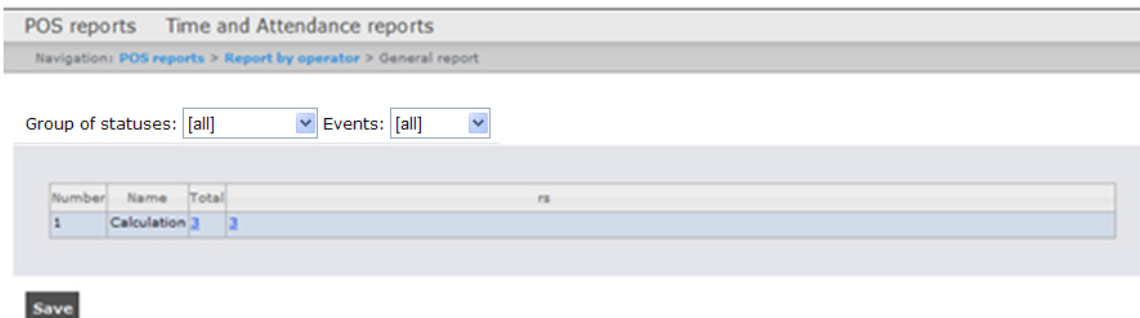 POS reports Time and Attendance reports
Navigation: POS reports > Report by operator > General report
Group of statuses: [all] Events: [all]
Number Name Total rs
1 Calculation 3 3
Save